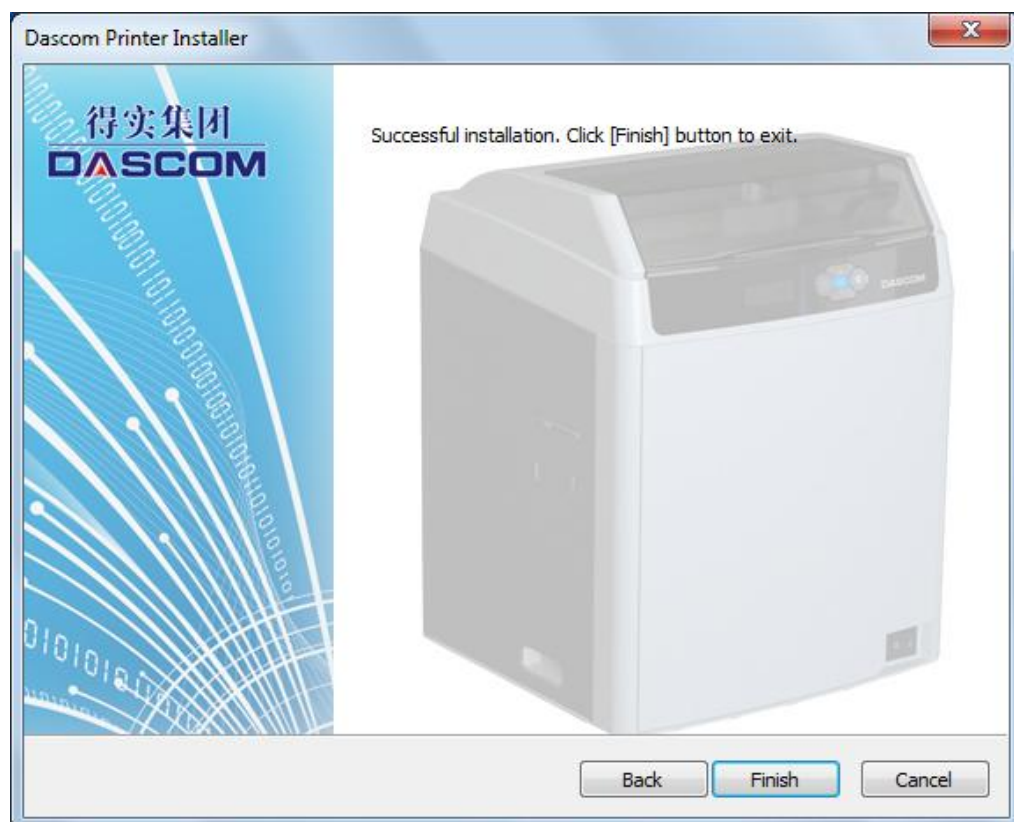 Dascom Printer Installer
得实集团
DASCOM
Successful installation. Click [Finish] button to exit.
DASCOM
Back
Finish
Cancel